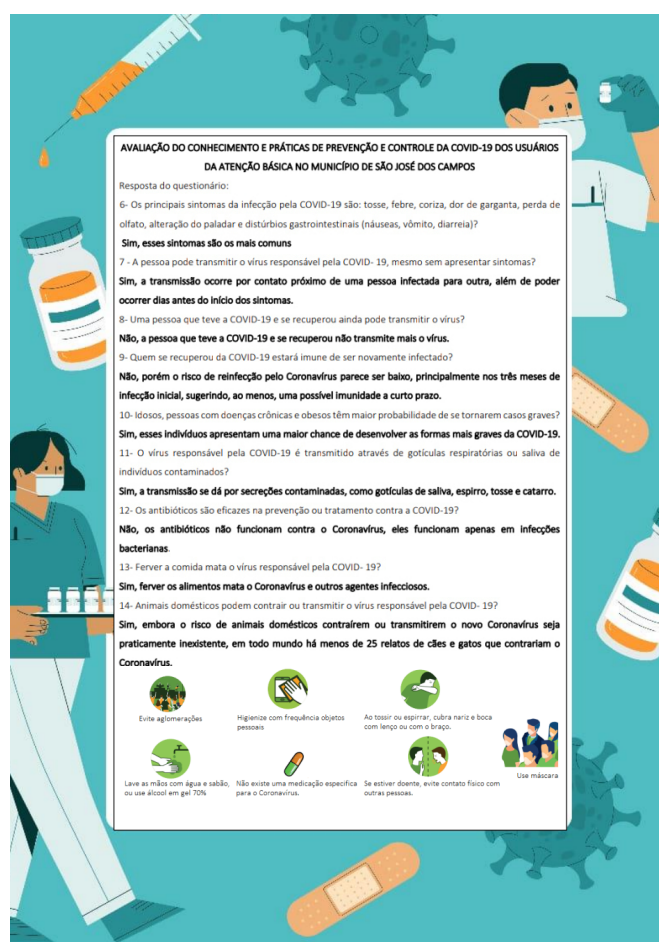 AVALIAÇÃO DO CONHECIMENTO E PRÁTICAS DE PREVENÇÃO E CONTROLE DA COVID-19 DOS USUÁRIOS
DA ATENÇÃO BÁSICA NO MUNICÍPIO DE SÃO JOSÉ DOS CAMPOS
Resposta do questionário:
6- Os principais sintomas da infecção pela COVID-19 são: tosse, febre, coriza, dor de garganta, perda de
olfato, alteração do paladar e distúrbios gastrointestinais (náuseas, vômito, diarreia)?
Sim, esses sintomas são os mais comuns
7 - A pessoa pode transmitir o vírus responsável pela COVID- 19, mesmo sem apresentar sintomas?
Sim, a transmissão ocorre por contato próximo de uma pessoa infectada para outra, além de poder
ocorrer dias antes do início dos sintomas.
8- Uma pessoa que teve a COVID-19 e se recuperou ainda pode transmitir o vírus?
Não, a pessoa que teve a COVID-19 e se recuperou não transmite mais o vírus.
9- Quem se recuperou da COVID-19 estará imune de ser novamente infectado?
Não, porém o risco de reinfecção pelo Coronavírus parece ser baixo, principalmente nos três meses de
infecção inicial, sugerindo, ao menos, uma possível imunidade a curto prazo.
10- Idosos, pessoas com doenças crônicas e obesos têm maior probabilidade de se tornarem casos graves?
Sim, esses indivíduos apresentam uma maior chance de desenvolver as formas mais graves da COVID-19.
11- O vírus responsável pela COVID-19 é transmitido através de gotículas respiratórias ou saliva de
indivíduos contaminados?
Sim, a transmissão se dá por secreções contaminadas, como gotículas de saliva, espirro, tosse e catarro.
12- Os antibióticos são eficazes na prevenção ou tratamento contra a COVID-19?
Não, os antibióticos não funcionam contra o Coronavírus, eles funcionam apenas em infecções
bacterianas.
13- Ferver a comida mata o vírus responsável pela COVID- 19?
Sim, ferver os alimentos mata o Coronavírus e outros agentes infecciosos.
14- Animais domésticos podem contrair ou transmitir o vírus responsável pela COVID- 19?
Sim, embora o risco de animais domésticos contraírem ou transmitirem o novo Coronavírus seja
praticamente inexistente, em todo mundo há menos de 25 relatos de cães e gatos que contrariam o
Coronavírus.
Evite aglomerações
Higienize com frequência objetos
pessoais
Ao tossir ou espirrar, cubra nariz e boca
com lenço ou com o braço.
Use máscara
Lave as mãos com água e sabão,
ou use álcool em gel 70%
Não existe uma medicação especifica
para o Coronavírus.
Se estiver doente, evite contato físico com
outras pessoas.